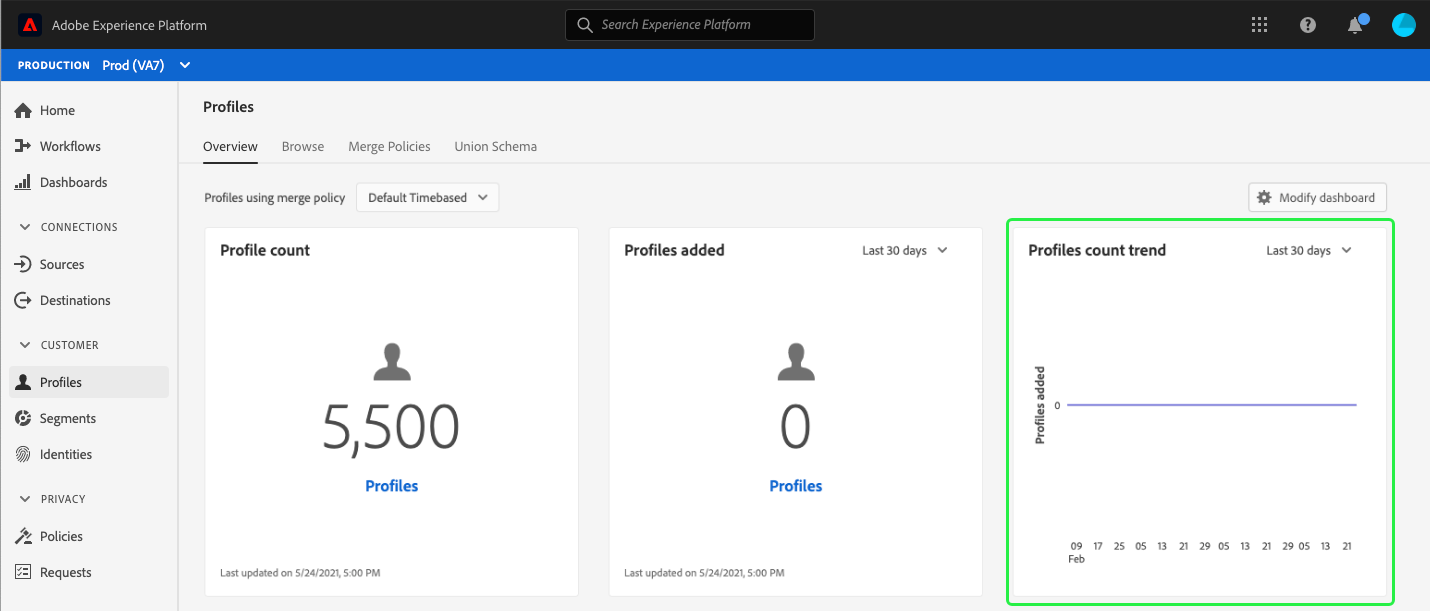 Adobe Experience Platform
Search Experience Platform
PRODUCTION Prod (VA7)
Home
Workflows
Dashboards
CONNECTIONS
Sources
Destinations
CUSTOMER
Profiles
Segments
Identities
PRIVACY
Policies
Requests
Profiles
Overview Browse Merge Policies Union Schema
Profiles using merge policy Default Timebased
Modify dashboard
Profile count
5,500
Profiles
Last updated on 5/24/2021, 5:00 PM
Profiles added Last 30 days
0
Profiles
Last updated on 5/24/2021, 5:00 PM
Profiles count trend Last 30 days
Profiles added
0
09 17 25 05 13 21 29 05 13 21 29 05 13 21
Feb